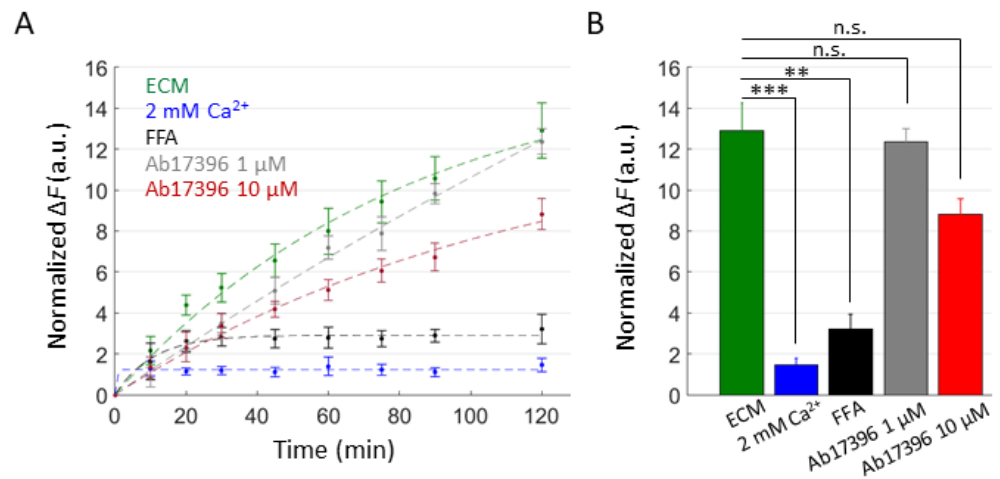 A
Normalized ΔF (a.u.)
16
14
12
10
8
6
4
2
0
ECM
2 mM Ca²⁺
FFA
Ab17396 1 μM
Ab17396 10 μM
0
20
40
60
80
100
120
Time (min)
B
Normalized ΔF (a.u.)
16
14
12
10
8
6
4
2
0
n.s.
n.s.
**
***
ECM
2 mM Ca²⁺
FFA
Ab17396 1 μM
Ab17396 10 μM